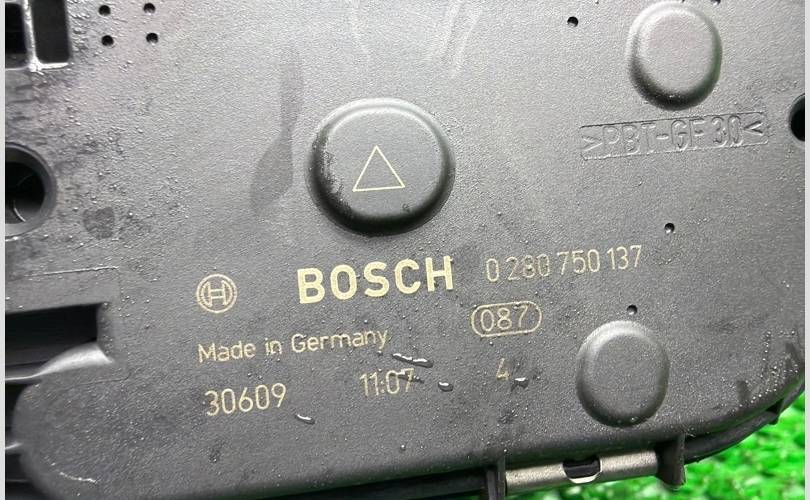 >PBT-GF30<
BOSCH 0 280 750 137
087
Made in Germany
30609 11:07 4